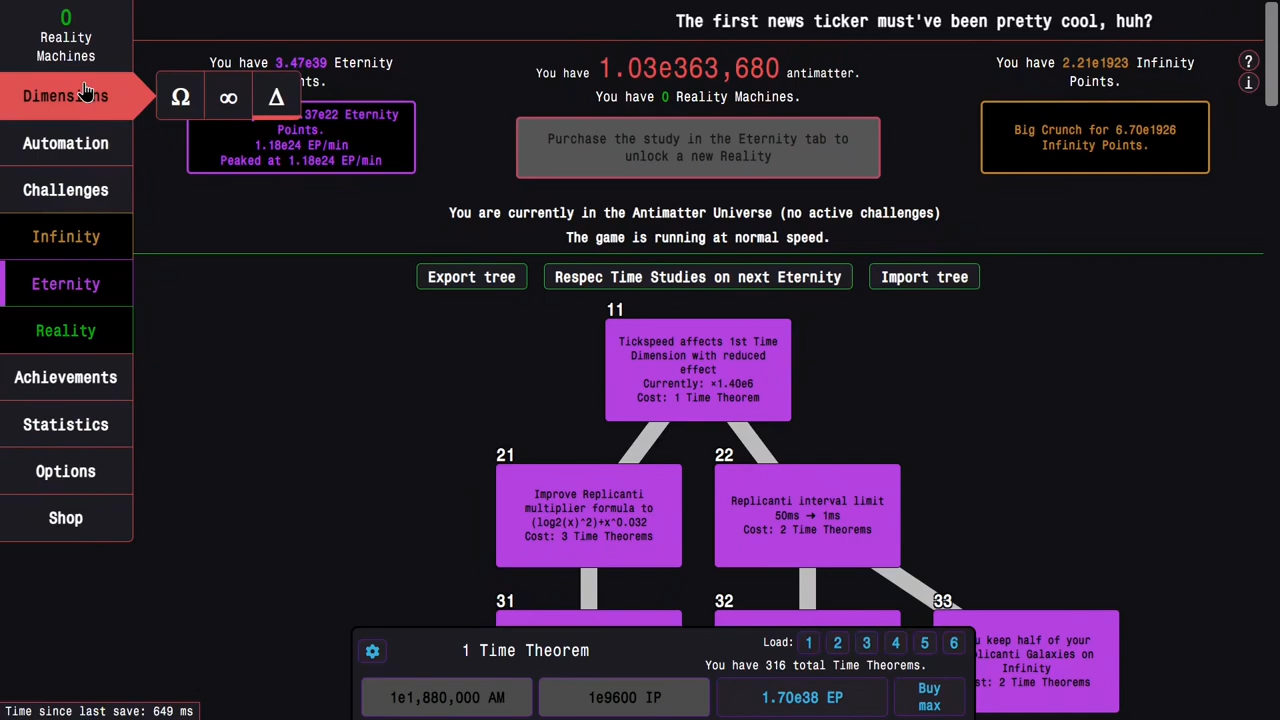 0
Reality
Machines
Dimensions
Ω
∞
Δ
Automation
Challenges
Infinity
Eternity
Reality
Achievements
Statistics
Options
Shop
The first news ticker must've been pretty cool, huh?
You have 3.47e39 Eternity
37e22 Eternity
Points.
1.18e24 EP/min
Peaked at 1.18e24 EP/min
You have 1.03e363,680 antimatter.
You have 0 Reality Machines.
Purchase the study in the Eternity tab to
unlock a new Reality
You have 2.21e1923 Infinity
Points.
Big Crunch for 6.70e1926
Infinity Points.
?
i
You are currently in the Antimatter Universe (no active challenges)
The game is running at normal speed.
Export tree
Respec Time Studies on next Eternity
Import tree
11
Tickspeed affects 1st Time
Dimension with reduced
effect
Currently: ×1.40e6
Cost: 1 Time Theorem
21
Improve Replicanti
multiplier formula to
(log2(x)^2)+x^0.032
Cost: 3 Time Theorems
22
Replicanti interval limit
50ms → 1ms
Cost: 2 Time Theorems
31
32
33
keep half of your
Galaxies on
Infinity
2 Time Theorems
1 Time Theorem
Load: 1 2 3 4 5 6
You have 316 total Time Theorems.
1e1,880,000 AM
1e9600 IP
1.70e38 EP
Buy
max
Time since last save: 649 ms